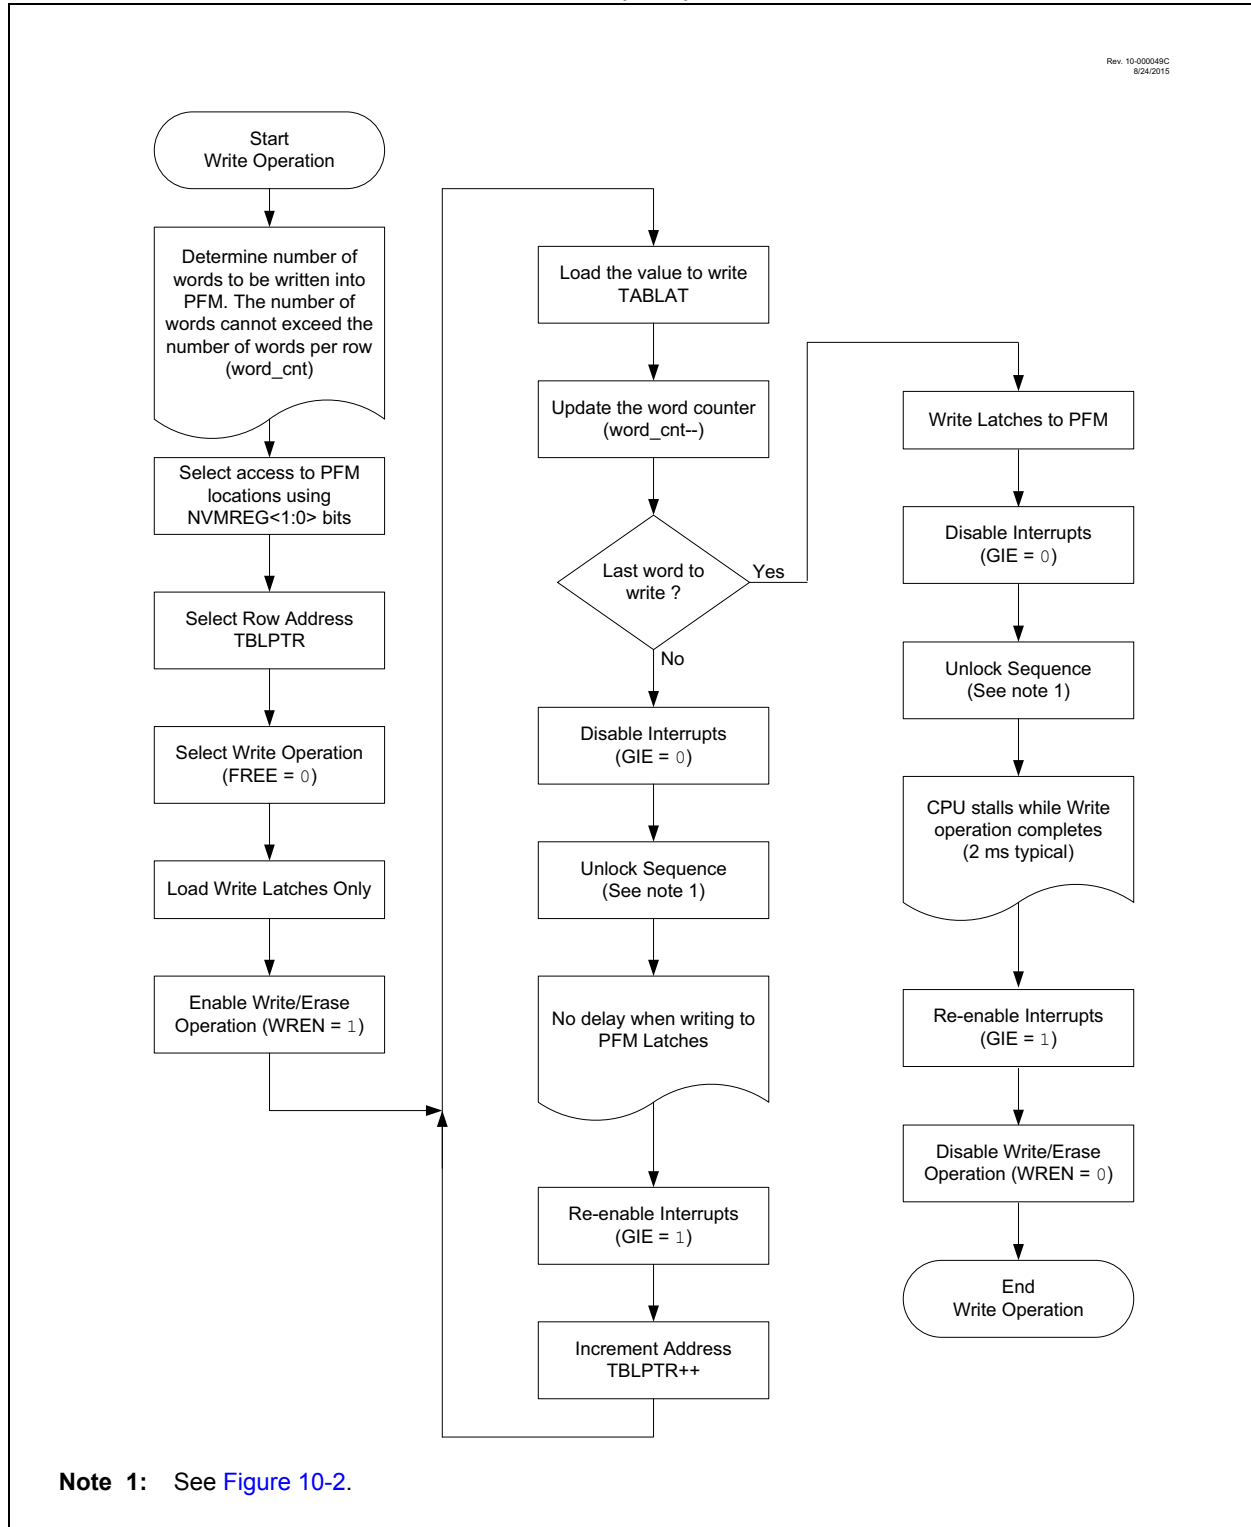 Rev. 10-000049C
8/24/2015
Start
Write Operation
Determine number of
words to be written into
PFM. The number of
words cannot exceed the
number of words per row
(word_cnt)
Select access to PFM
locations using
NVMREG<1:0> bits
Select Row Address
TBLPTR
Select Write Operation
(FREE = 0)
Load Write Latches Only
Enable Write/Erase
Operation (WREN = 1)
Load the value to write
TABLAT
Update the word counter
(word_cnt--)
Last word to
write ?
Yes
No
Disable Interrupts
(GIE = 0)
Unlock Sequence
(See note 1)
No delay when writing to
PFM Latches
Re-enable Interrupts
(GIE = 1)
Increment Address
TBLPTR++
Write Latches to PFM
Disable Interrupts
(GIE = 0)
Unlock Sequence
(See note 1)
CPU stalls while Write
operation completes
(2 ms typical)
Re-enable Interrupts
(GIE = 1)
Disable Write/Erase
Operation (WREN = 0)
End
Write Operation
Note 1: See Figure 10-2.